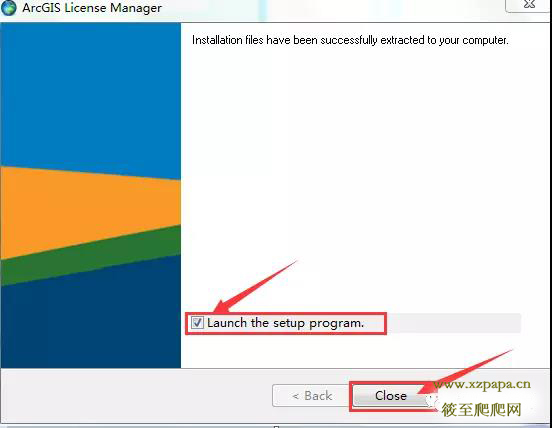 ArcGIS License Manager
Installation files have been successfully extracted to your computer.
Launch the setup program.
< Back
Close
www.xzpapa.cn
筱至爬爬网